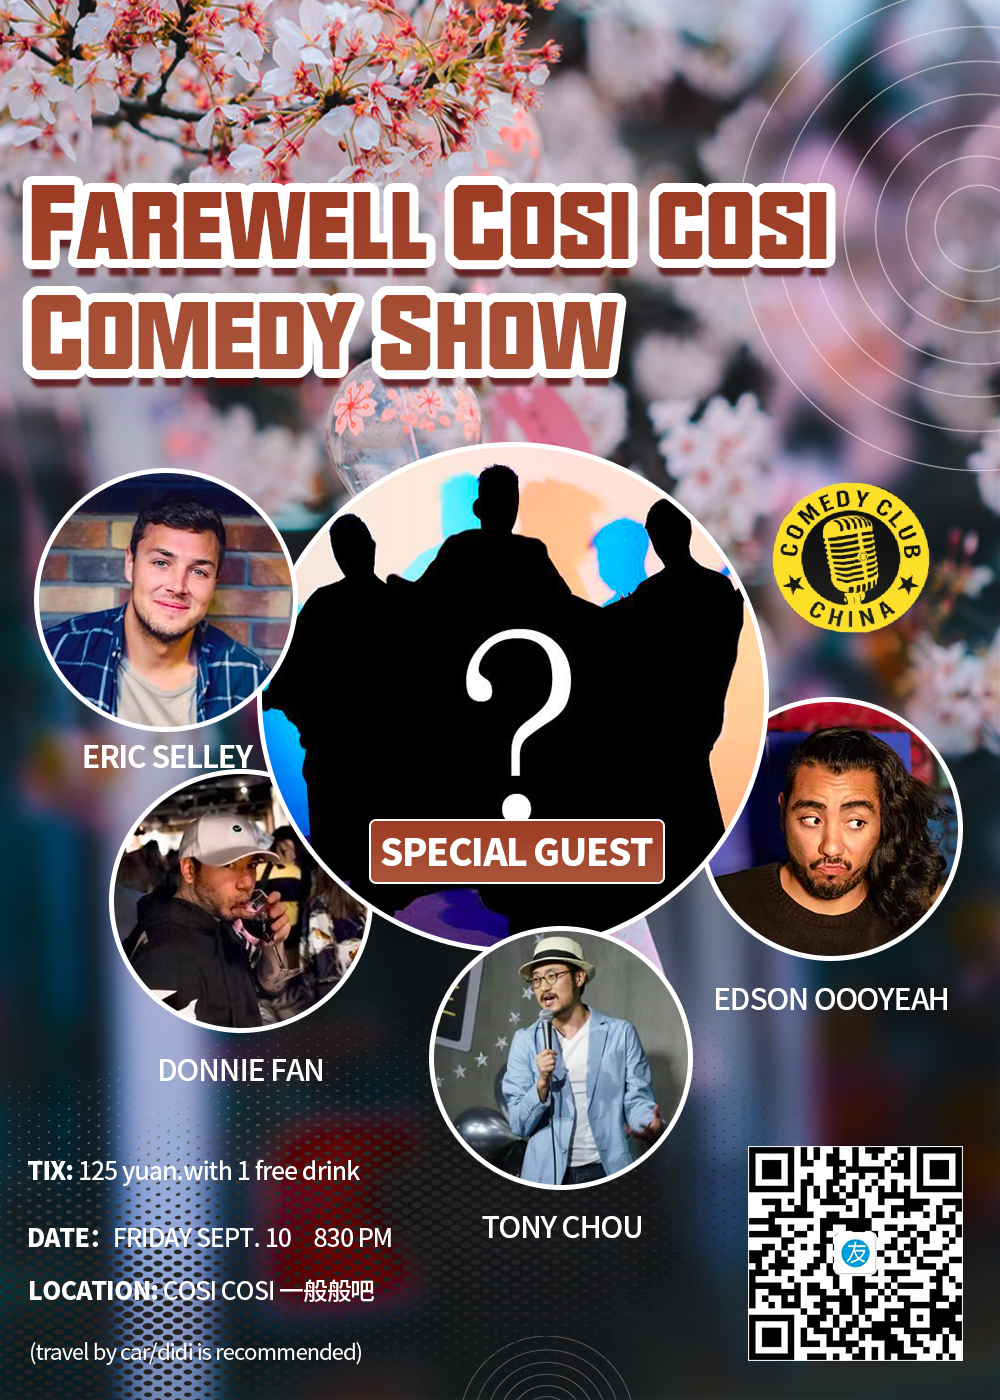 FAREWELL COSI COSI
COMEDY SHOW
COMEDY CLUB
CHINA
ERIC SELLEY
?
SPECIAL GUEST
EDSON OOOYEAH
DONNIE FAN
TONY CHOU
TIX: 125 yuan.with 1 free drink
DATE： FRIDAY SEPT. 10 830 PM
LOCATION: COSI COSI 一般般吧
(travel by car/didi is recommended)
友